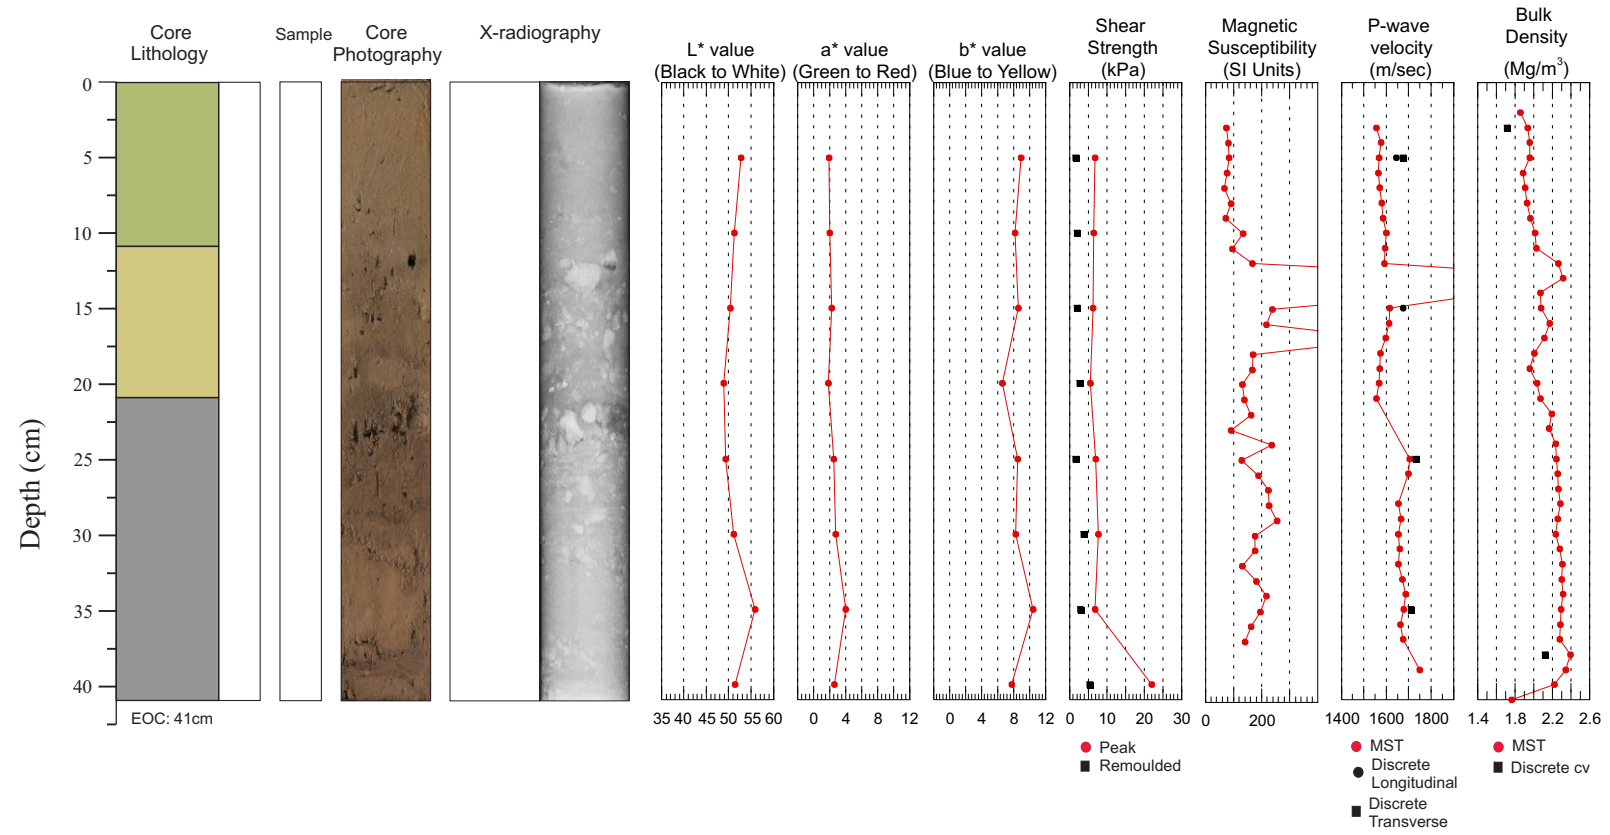 Core
Lithology
Sample
Core
Photography
X-radiography
L* value
(Black to White)
a* value
(Green to Red)
b* value
(Blue to Yellow)
Shear
Strength
(kPa)
Magnetic
Susceptibility
(SI Units)
P-wave
velocity
(m/sec)
Bulk
Density
(Mg/m³)
Depth (cm)
0
5
10
15
20
25
30
35
40
EOC: 41cm
35 40 45 50 55 60
0 4 8 12
0 4 8 12
0 10 20 30
0 200
1400 1600 1800
1.4 1.8 2.2 2.6
Peak
Remoulded
MST
Discrete
Longitudinal
Discrete
Transverse
MST
Discrete cv